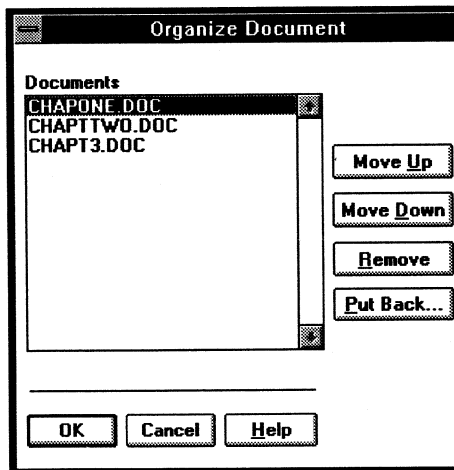 Organize Document
Documents
CHAPONE.DOC
CHAPTTWO.DOC
CHAPT3.DOC
Move Up
Move Down
Remove
Put Back...
OK Cancel Help